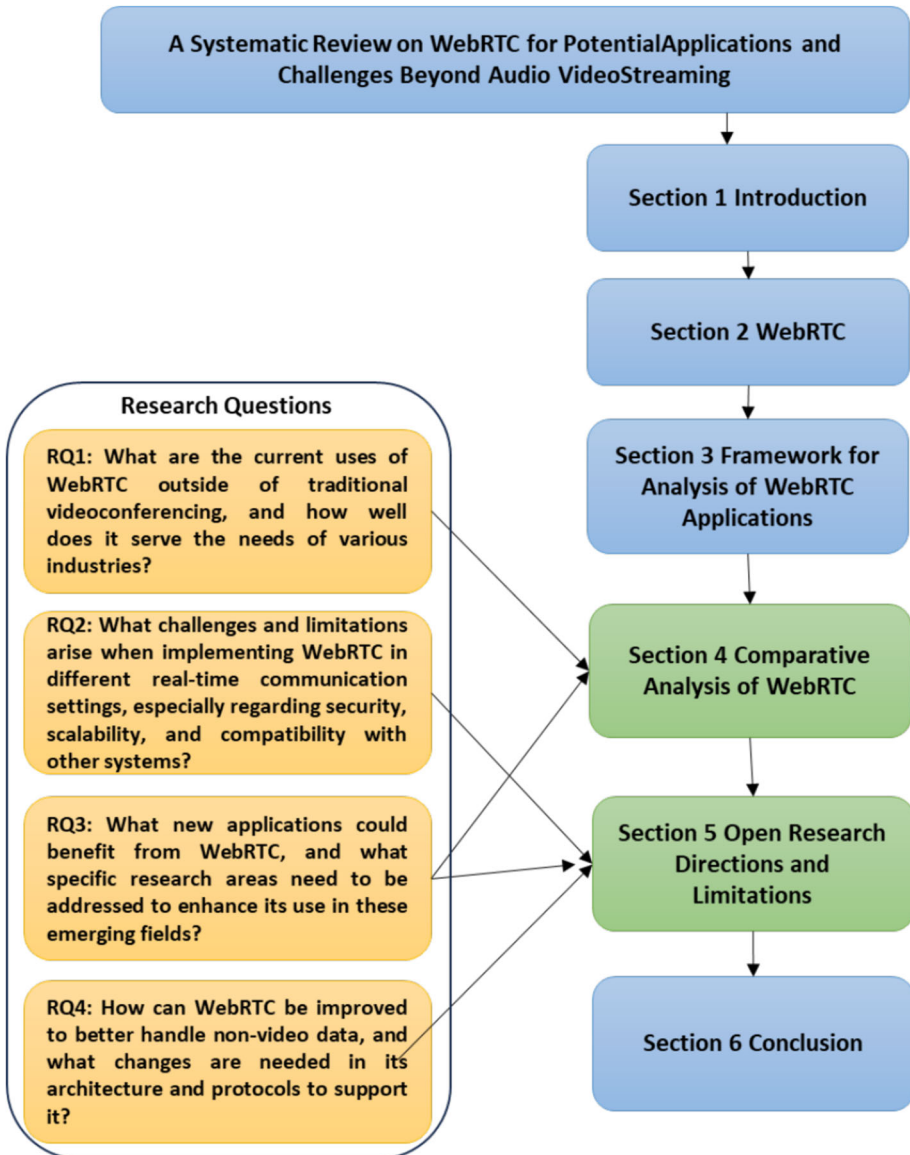 A Systematic Review on WebRTC for PotentialApplications and
Challenges Beyond Audio VideoStreaming
Section 1 Introduction
Section 2 WebRTC
Section 3 Framework for
Analysis of WebRTC
Applications
Section 4 Comparative
Analysis of WebRTC
Section 5 Open Research
Directions and
Limitations
Section 6 Conclusion
Research Questions
RQ1: What are the current uses of
WebRTC outside of traditional
videoconferencing, and how well
does it serve the needs of various
industries?
RQ2: What challenges and limitations
arise when implementing WebRTC in
different real-time communication
settings, especially regarding security,
scalability, and compatibility with
other systems?
RQ3: What new applications could
benefit from WebRTC, and what
specific research areas need to be
addressed to enhance its use in these
emerging fields?
RQ4: How can WebRTC be improved
to better handle non-video data, and
what changes are needed in its
architecture and protocols to support
it?